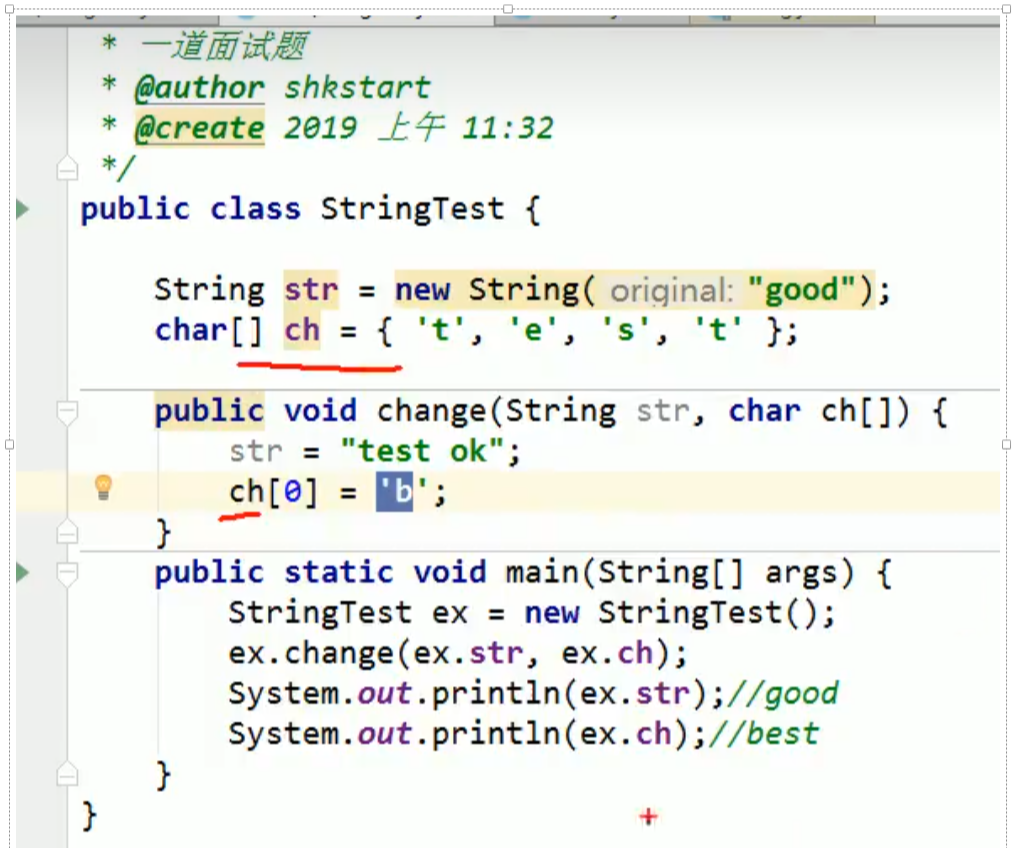 * 一道面试题
* @author shkstart
* @create 2019 上午 11:32
*/
public class StringTest {
String str = new String( original: "good");
char[] ch = { 't', 'e', 's', 't' };
public void change(String str, char ch[]) {
str = "test ok";
ch[0] = 'b';
}
public static void main(String[] args) {
StringTest ex = new StringTest();
ex.change(ex.str, ex.ch);
System.out.println(ex.str);//good
System.out.println(ex.ch);//best
}
}